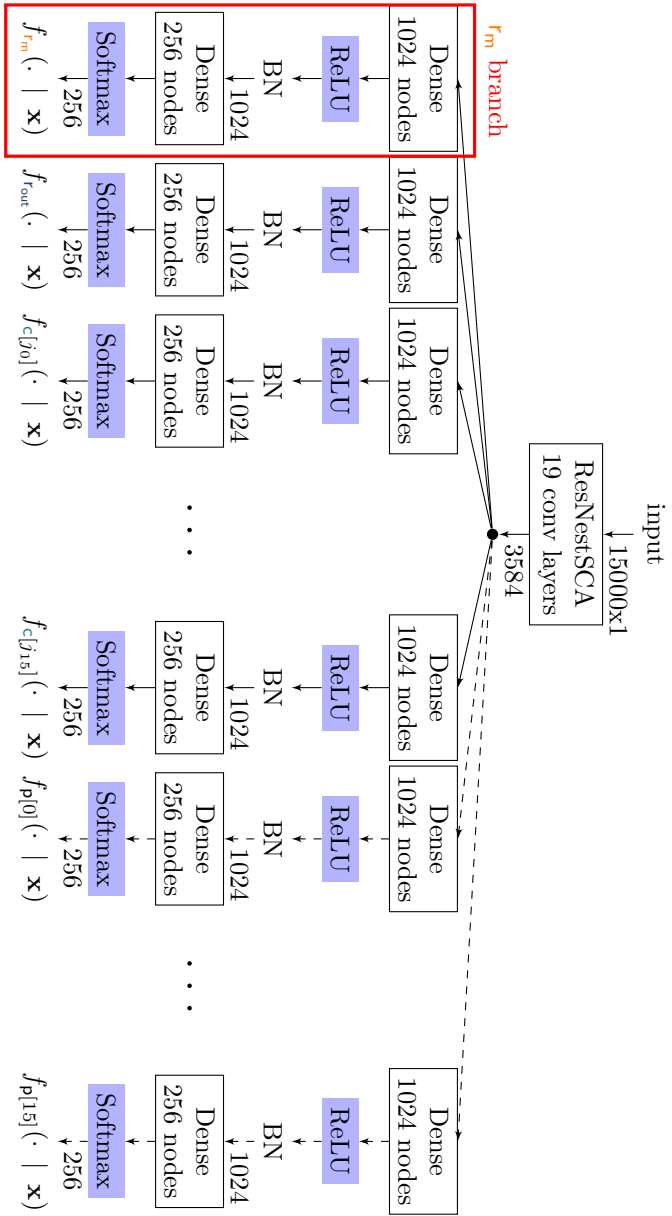 input
15000x1
ResNestSCA
19 conv layers
3584
r_m branch
Dense
1024 nodes
ReLU
BN
1024
Dense
256 nodes
Softmax
256
f_{r_m}(· | x)
Dense
1024 nodes
ReLU
BN
1024
Dense
256 nodes
Softmax
256
f_{r_out}(· | x)
Dense
1024 nodes
ReLU
BN
1024
Dense
256 nodes
Softmax
256
f_{c[j_0]}(· | x)
· · ·
Dense
1024 nodes
ReLU
BN
1024
Dense
256 nodes
Softmax
256
f_{c[j_15]}(· | x)
Dense
1024 nodes
ReLU
BN
1024
Dense
256 nodes
Softmax
256
f_{p[0]}(· | x)
· · ·
Dense
1024 nodes
ReLU
BN
1024
Dense
256 nodes
Softmax
256
f_{p[15]}(· | x)